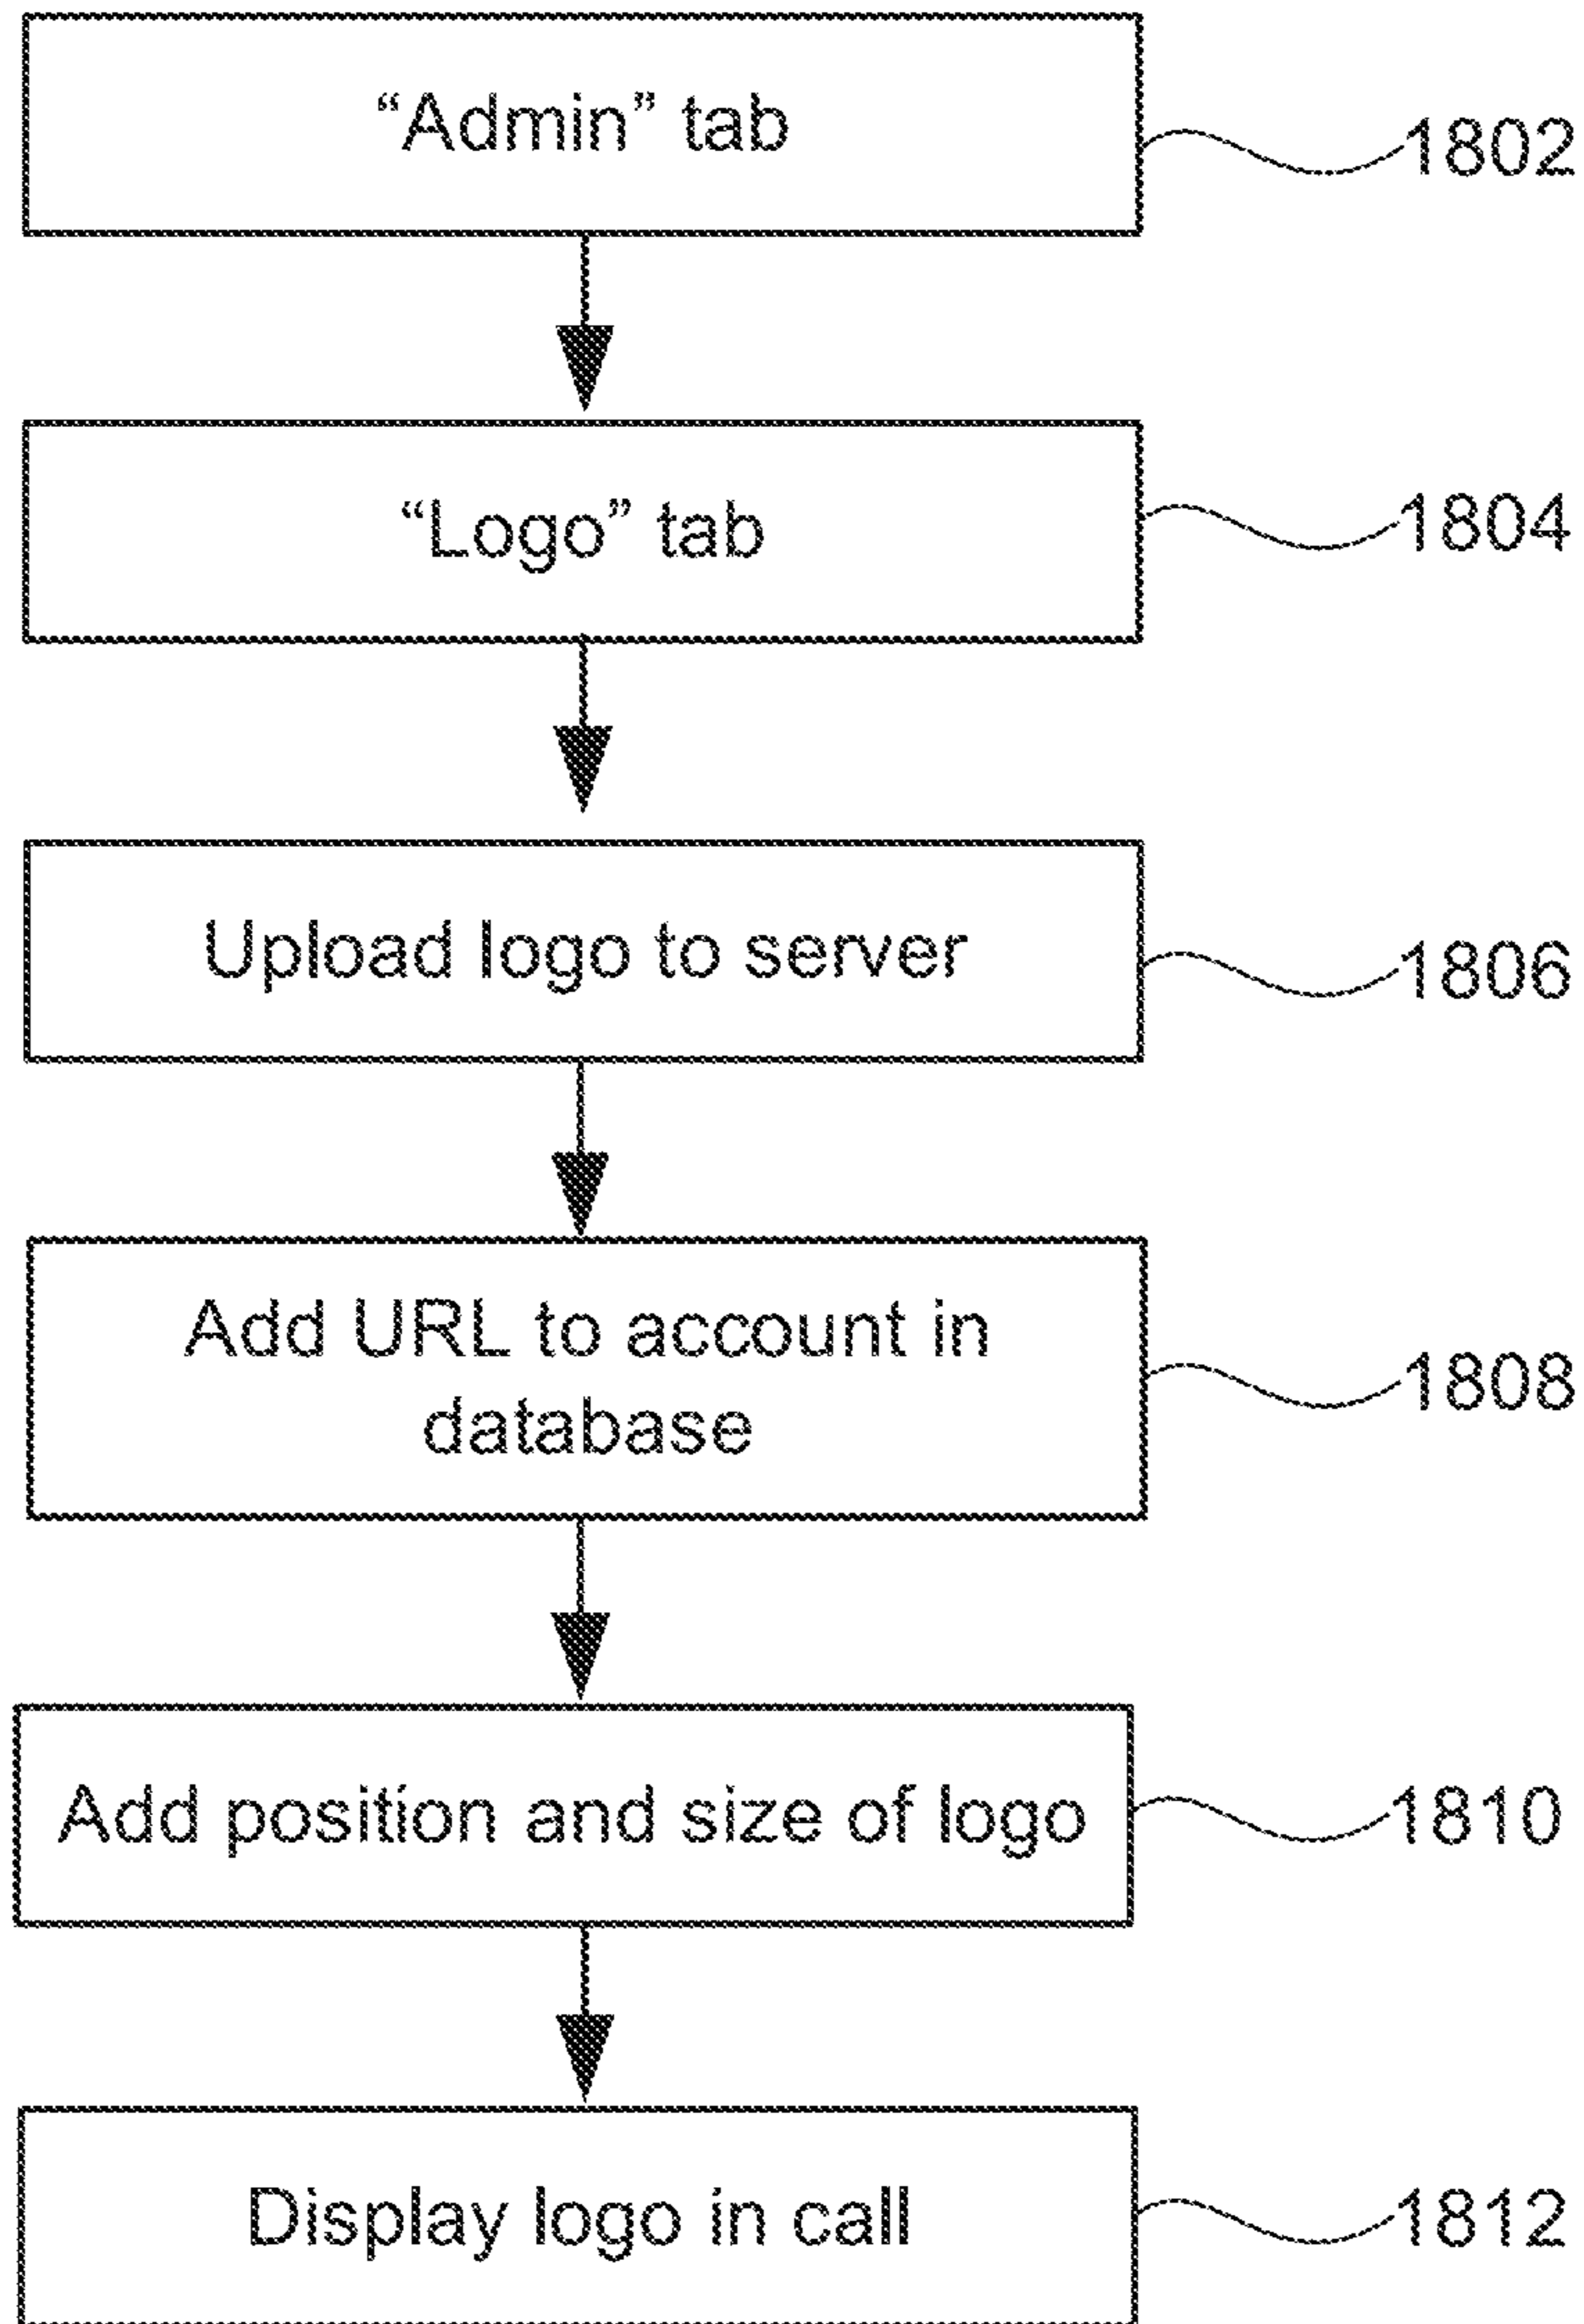 “Admin” tab
1802
“Logo” tab
1804
Upload logo to server
1806
Add URL to account in
database
1808
Add position and size of logo
1810
Display logo in call
1812